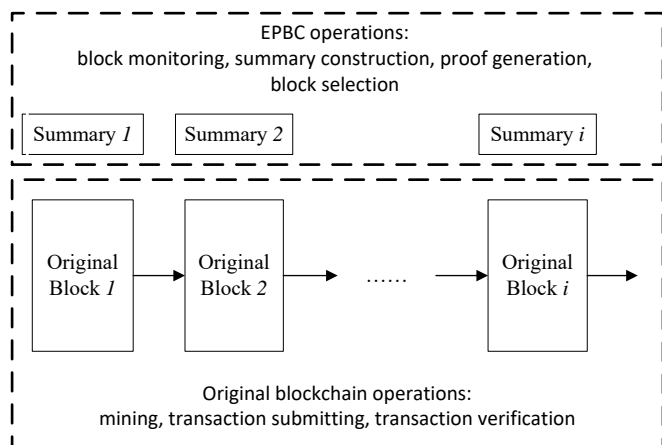 EPBC operations:
block monitoring, summary construction, proof generation,
block selection
Summary 1
Summary 2
Summary i
Original
Block 1
Original
Block 2
……
Original
Block i
Original blockchain operations:
mining, transaction submitting, transaction verification